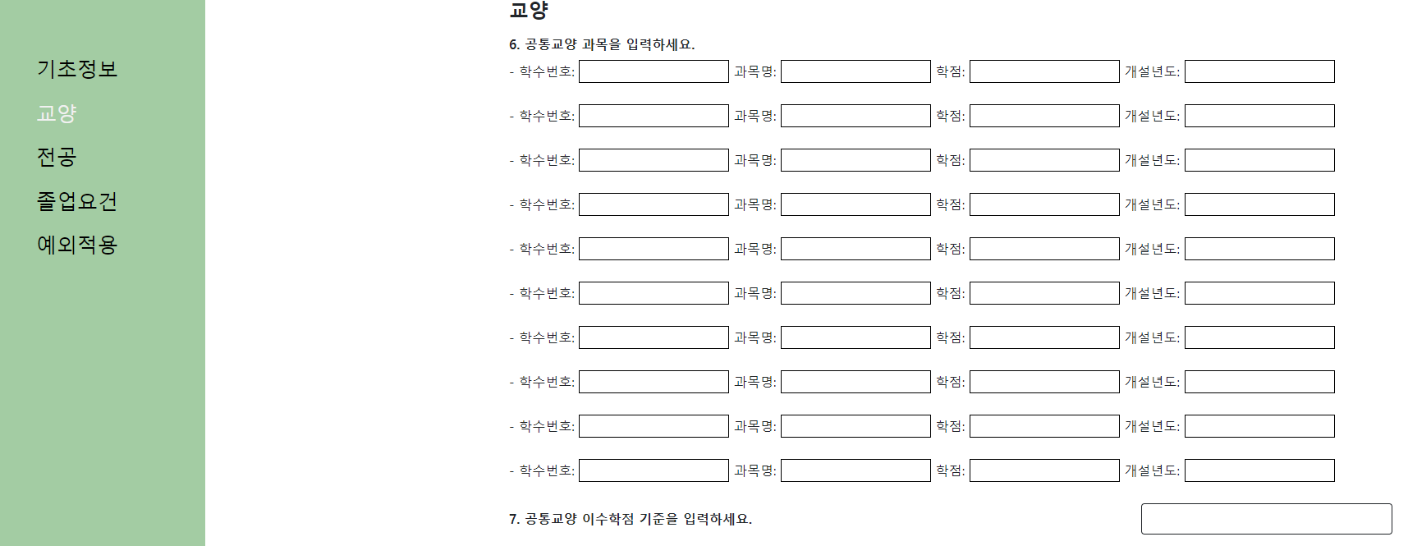 기초정보
교양
전공
졸업요건
예외적용
교양
6. 공통교양 과목을 입력하세요.
- 학수번호: 과목명: 학점: 개설년도:
- 학수번호: 과목명: 학점: 개설년도:
- 학수번호: 과목명: 학점: 개설년도:
- 학수번호: 과목명: 학점: 개설년도:
- 학수번호: 과목명: 학점: 개설년도:
- 학수번호: 과목명: 학점: 개설년도:
- 학수번호: 과목명: 학점: 개설년도:
- 학수번호: 과목명: 학점: 개설년도:
- 학수번호: 과목명: 학점: 개설년도:
- 학수번호: 과목명: 학점: 개설년도:
7. 공통교양 이수학점 기준을 입력하세요.